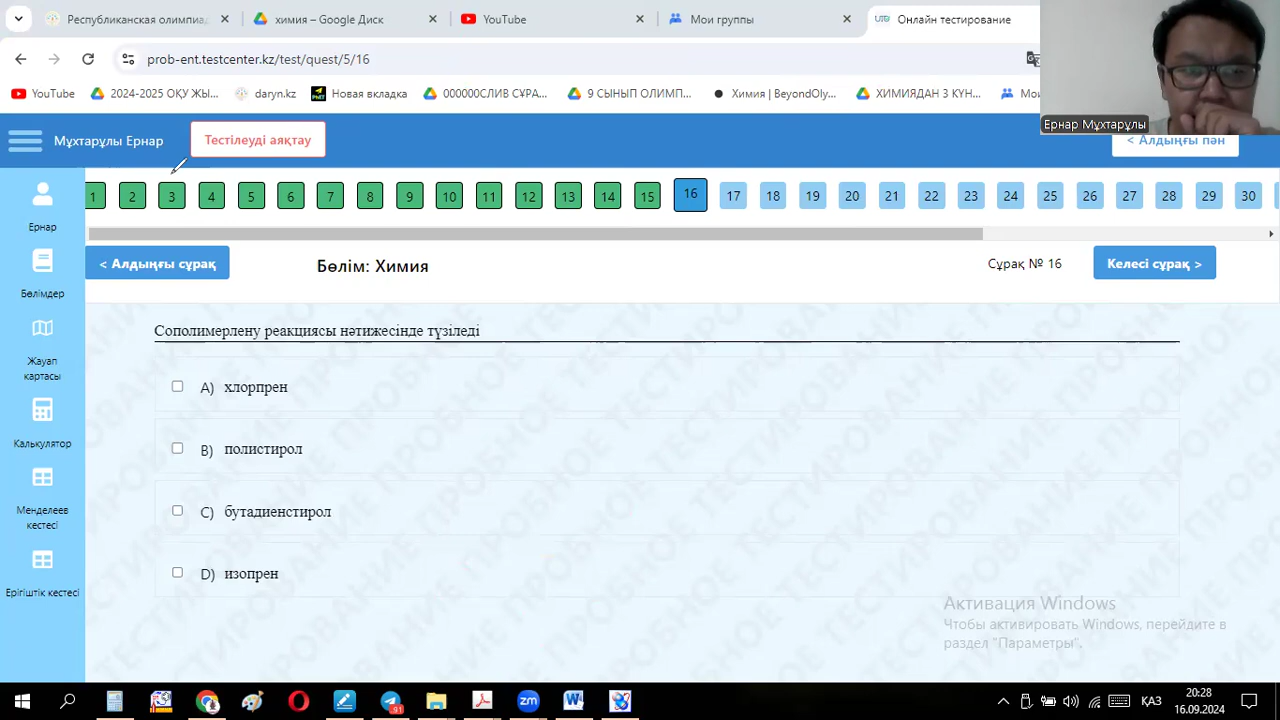 Республиканская олимпиад
химия – Google Диск
YouTube
Мои группы
Онлайн тестирование
prob-ent.testcenter.kz/test/quest/5/16
YouTube
2024-2025 ОҚУ ЖЫ...
daryn.kz
Новая вкладка
000000СЛИВ СҰРА...
9 СЫНЫП ОЛИМП...
Химия | BeyondOly...
ХИМИЯДАН 3 КҮН...
Ернар Мұхтарұлы
Мұхтарұлы Ернар
Тестілеуді аяқтау
< Алдыңғы пән
1 2 3 4 5 6 7 8 9 10 11 12 13 14 15 16 17 18 19 20 21 22 23 24 25 26 27 28 29 30
Ернар
Бөлімдер
Жауап
картасы
Калькулятор
Менделеев
кестесі
Ерігіштік кестесі
< Алдыңғы сұрақ
Бөлім: Химия
Сұрақ № 16
Келесі сұрақ >
Сополимерлену реакциясы нәтижесінде түзіледі
A) хлорпрен
B) полистирол
C) бутадиенстирол
D) изопрен
Активация Windows
Чтобы активировать Windows, перейдите в
раздел "Параметры".
91
zm
ҚАЗ
20:28
16.09.2024